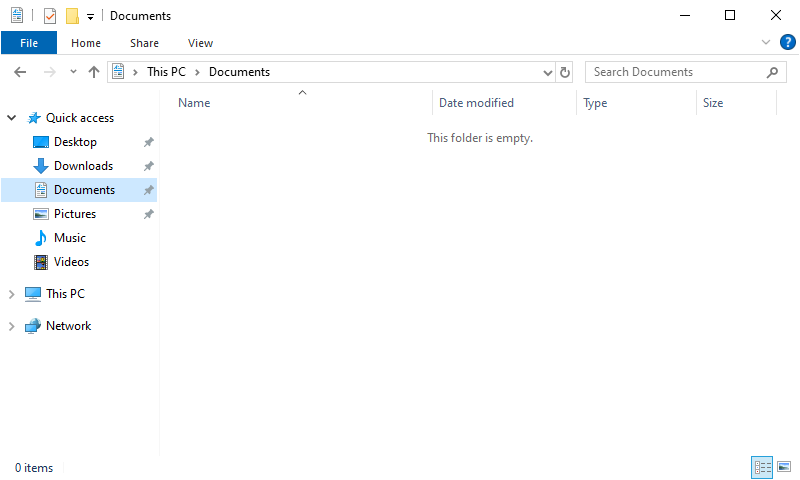 Documents
File Home Share View
This PC Documents Search Documents
Name Date modified Type Size
This folder is empty.
Quick access
Desktop
Downloads
Documents
Pictures
Music
Videos
This PC
Network
0 items